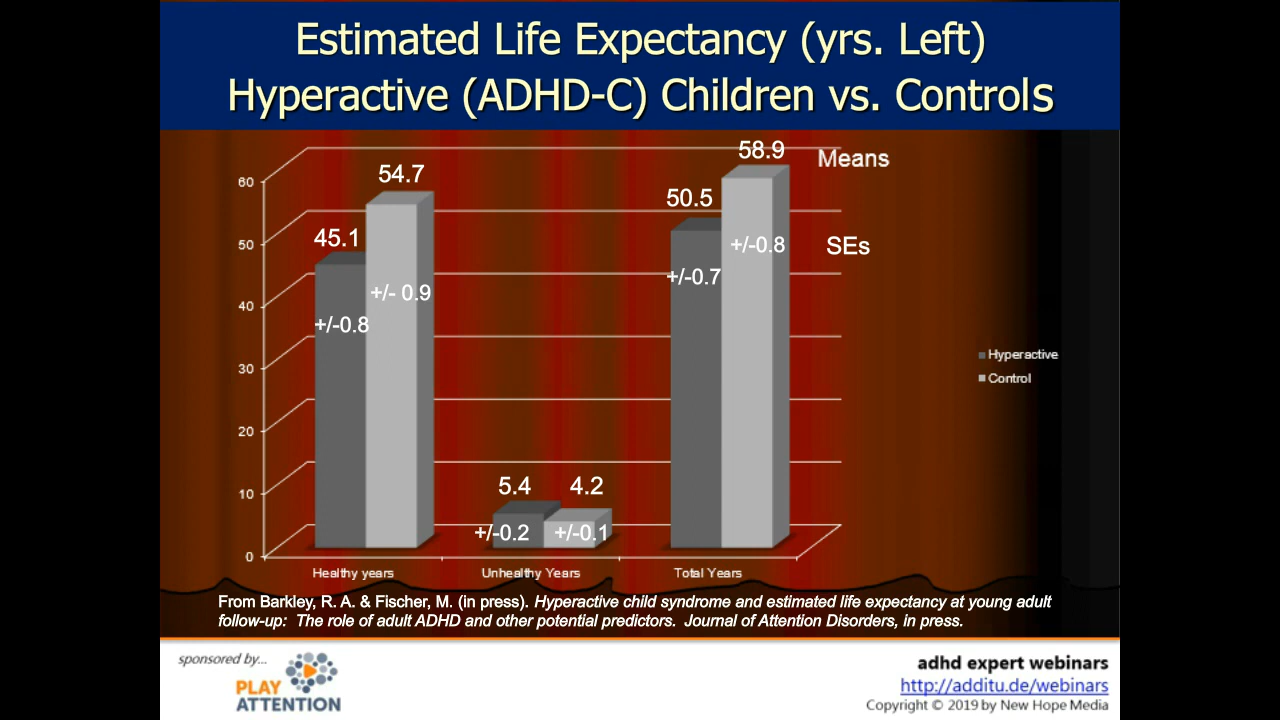 Estimated Life Expectancy (yrs. Left)
Hyperactive (ADHD-C) Children vs. Controls
58.9
Means
54.7
50.5
60
45.1
50
+/-0.8
SEs
+/-0.7
+/- 0.9
40
+/-0.8
30
Hyperactive
Control
20
5.4
4.2
10
+/-0.2
+/-0.1
0
Healthy years
Unhealthy Years
Total Years
From Barkley, R. A. & Fischer, M. (in press). Hyperactive child syndrome and estimated life expectancy at young adult
follow-up: The role of adult ADHD and other potential predictors. Journal of Attention Disorders, in press.
sponsored by...
PLAY
ATTENTION
adhd expert webinars
http://additu.de/webinars
Copyright © 2019 by New Hope Media